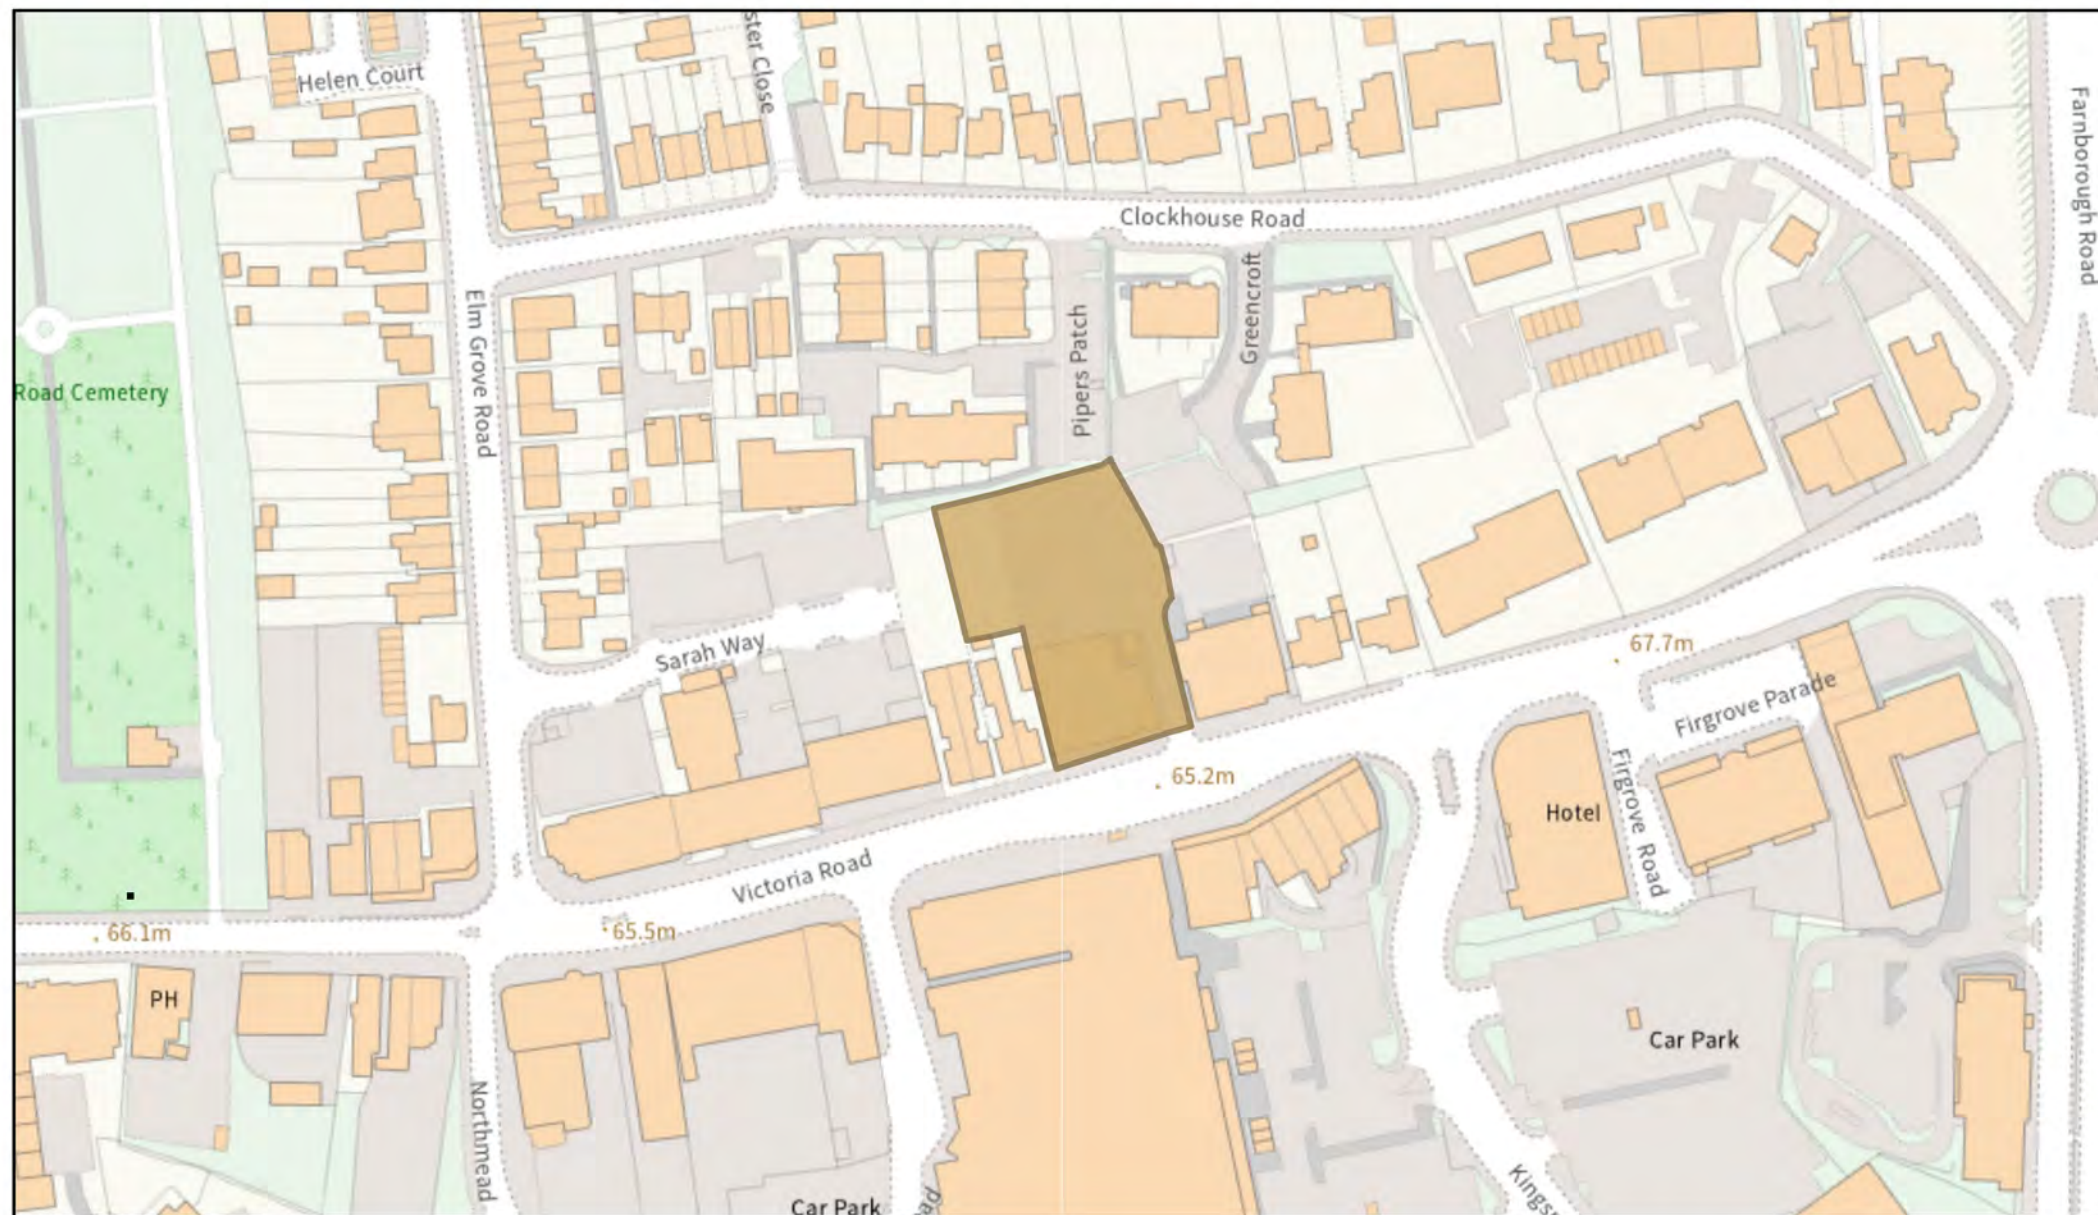 Helen Court
ster Close
Farnborough Road
Clockhouse Road
Elm Grove Road
Pipers Patch
Greencroft
Road Cemetery
Sarah Way
67.7m
Firgrove Parade
65.2m
Firgrove Road
Hotel
Victoria Road
66.1m
65.5m
PH
Car Park
Northmead
Kings
Car Park
oad